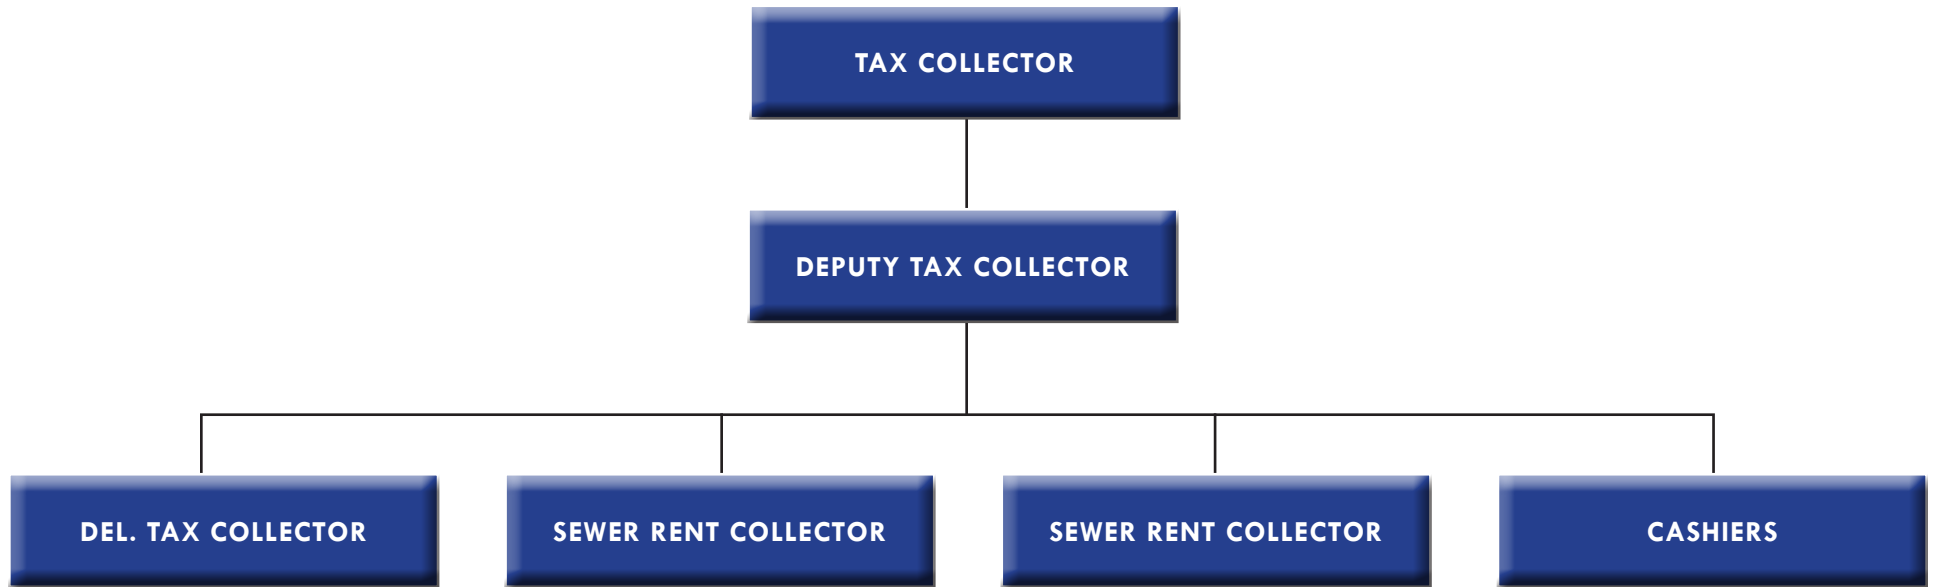 TAX COLLECTOR
DEPUTY TAX COLLECTOR
DEL. TAX COLLECTOR
SEWER RENT COLLECTOR
SEWER RENT COLLECTOR
CASHIERS